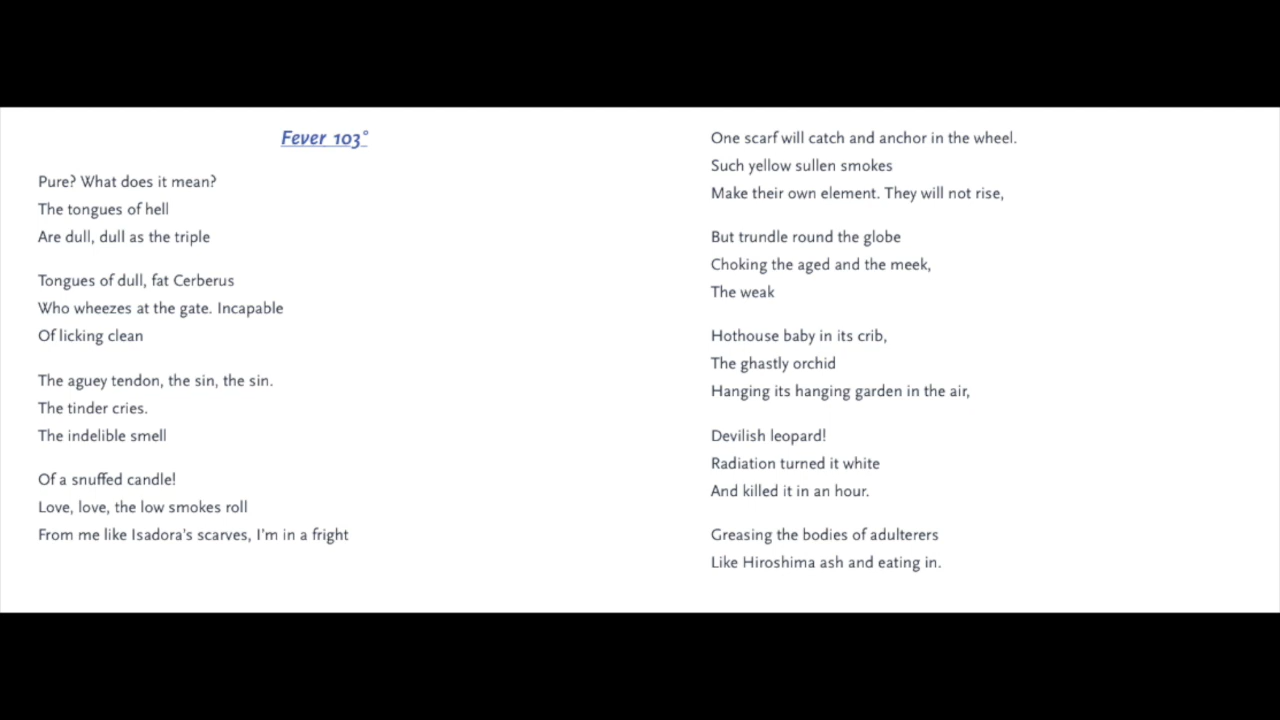 Fever 103°
Pure? What does it mean?
The tongues of hell
Are dull, dull as the triple
Tongues of dull, fat Cerberus
Who wheezes at the gate. Incapable
Of licking clean
The aguey tendon, the sin, the sin.
The tinder cries.
The indelible smell
Of a snuffed candle!
Love, love, the low smokes roll
From me like Isadora's scarves, I'm in a fright
One scarf will catch and anchor in the wheel.
Such yellow sullen smokes
Make their own element. They will not rise,
But trundle round the globe
Choking the aged and the meek,
The weak
Hothouse baby in its crib,
The ghastly orchid
Hanging its hanging garden in the air,
Devilish leopard!
Radiation turned it white
And killed it in an hour.
Greasing the bodies of adulterers
Like Hiroshima ash and eating in.